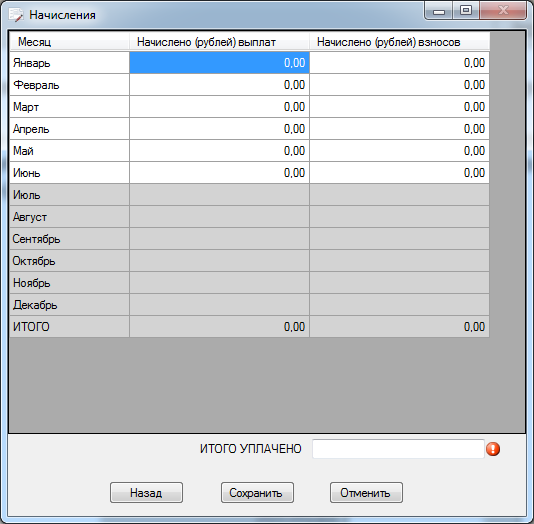 Начисления
Месяц Начислено (рублей) выплат Начислено (рублей) взносов
Январь 0,00 0,00
Февраль 0,00 0,00
Март 0,00 0,00
Апрель 0,00 0,00
Май 0,00 0,00
Июнь 0,00 0,00
Июль
Август
Сентябрь
Октябрь
Ноябрь
Декабрь
ИТОГО 0,00 0,00
ИТОГО УПЛАЧЕНО
Назад Сохранить Отменить